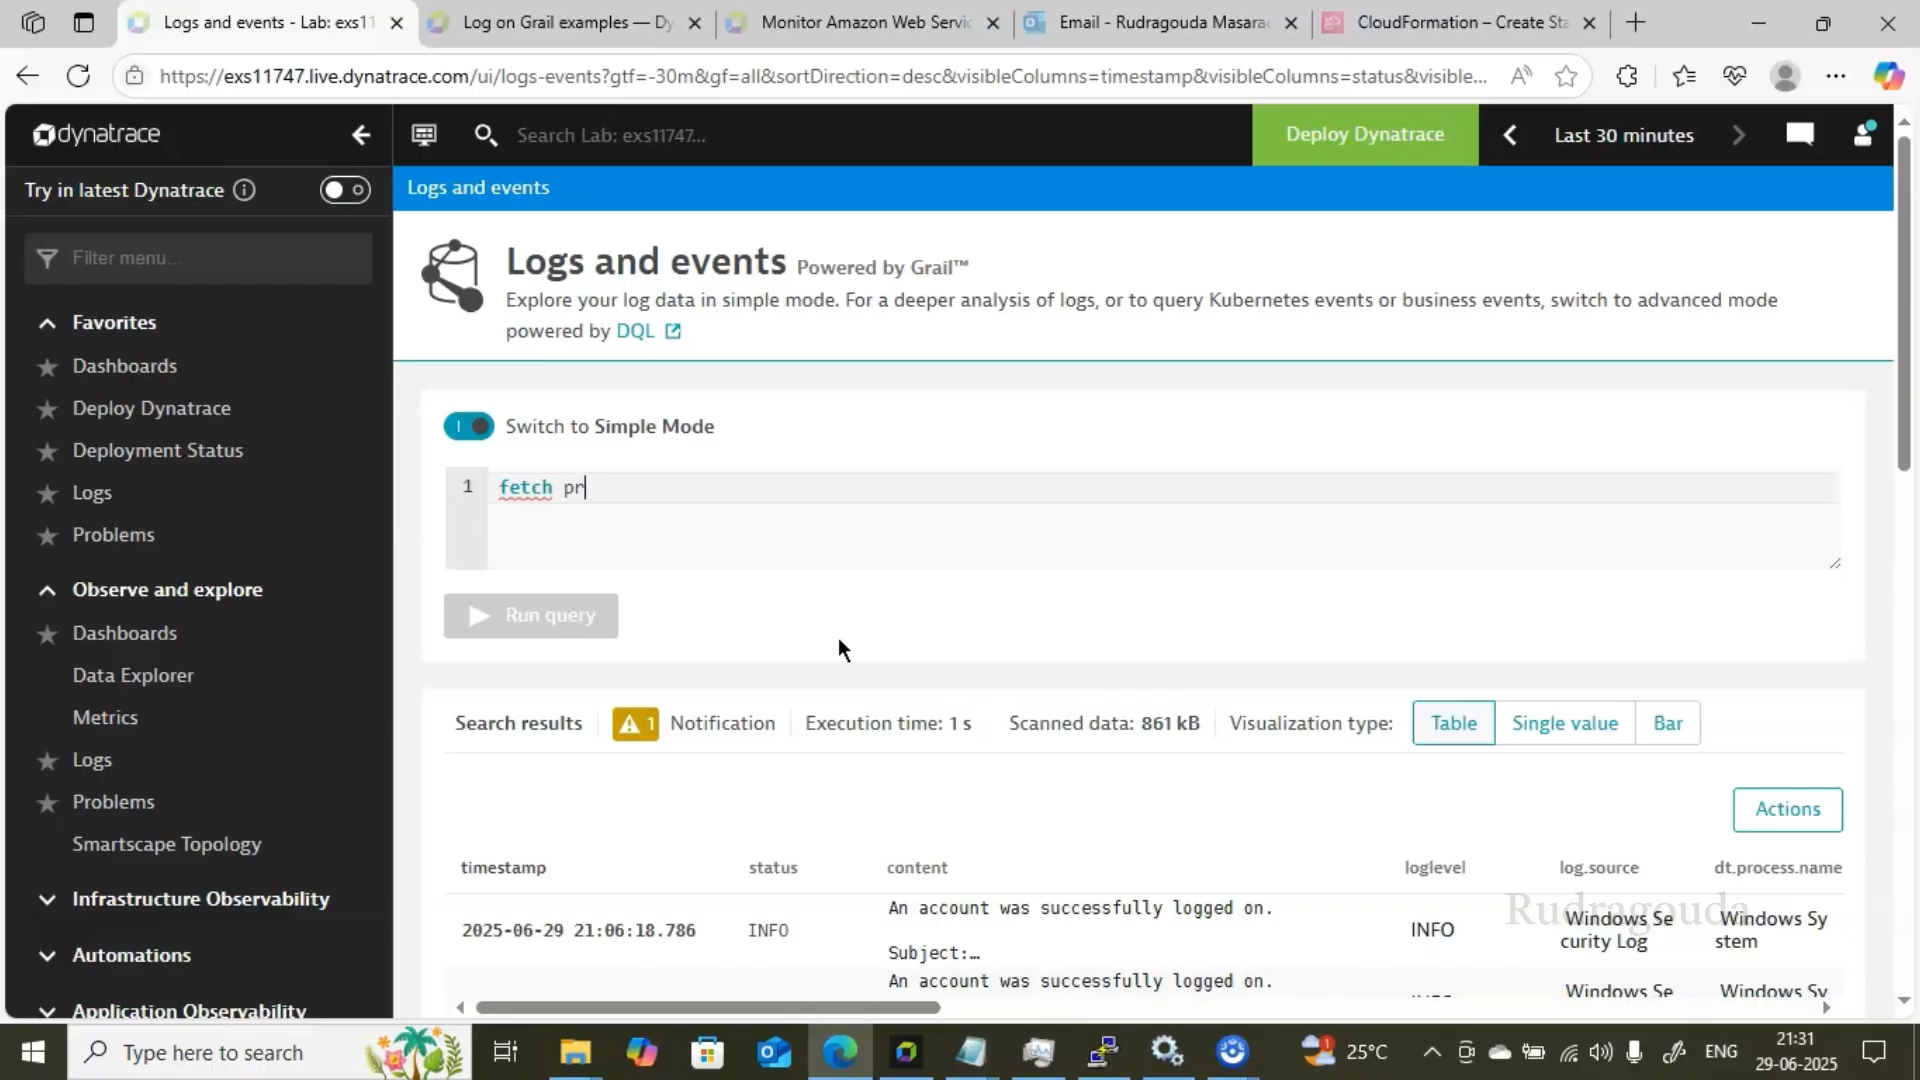 Logs and events - Lab: exs11
Log on Grail examples — Dy
Monitor Amazon Web Servic
Email - Rudragouda Masara
CloudFormation – Create Sta
https://exs11747.live.dynatrace.com/ui/logs-events?gtf=-30m&gf=all&sortDirection=desc&visibleColumns=timestamp&visibleColumns=status&visible...
dynatrace
Search Lab: exs11747...
Deploy Dynatrace
Last 30 minutes
Try in latest Dynatrace
Logs and events
Filter menu...
Favorites
Dashboards
Deploy Dynatrace
Deployment Status
Logs
Problems
Observe and explore
Dashboards
Data Explorer
Metrics
Logs
Problems
Smartscape Topology
Infrastructure Observability
Automations
Application Observability
Logs and events Powered by Grail™
Explore your log data in simple mode. For a deeper analysis of logs, or to query Kubernetes events or business events, switch to advanced mode
powered by DQL
Switch to Simple Mode
1 fetch pr
Run query
Search results
1 Notification
Execution time: 1 s
Scanned data: 861 kB
Visualization type:
Table
Single value
Bar
Actions
timestamp status content loglevel log.source dt.process.name
An account was successfully logged on.
2025-06-29 21:06:18.786 INFO
Subject:…
INFO
Windows Se
curity Log
Windows Sy
stem
Rudragouda
An account was successfully logged on.
Windows Se
Windows Sy
Type here to search
25°C
ENG
21:31
29-06-2025